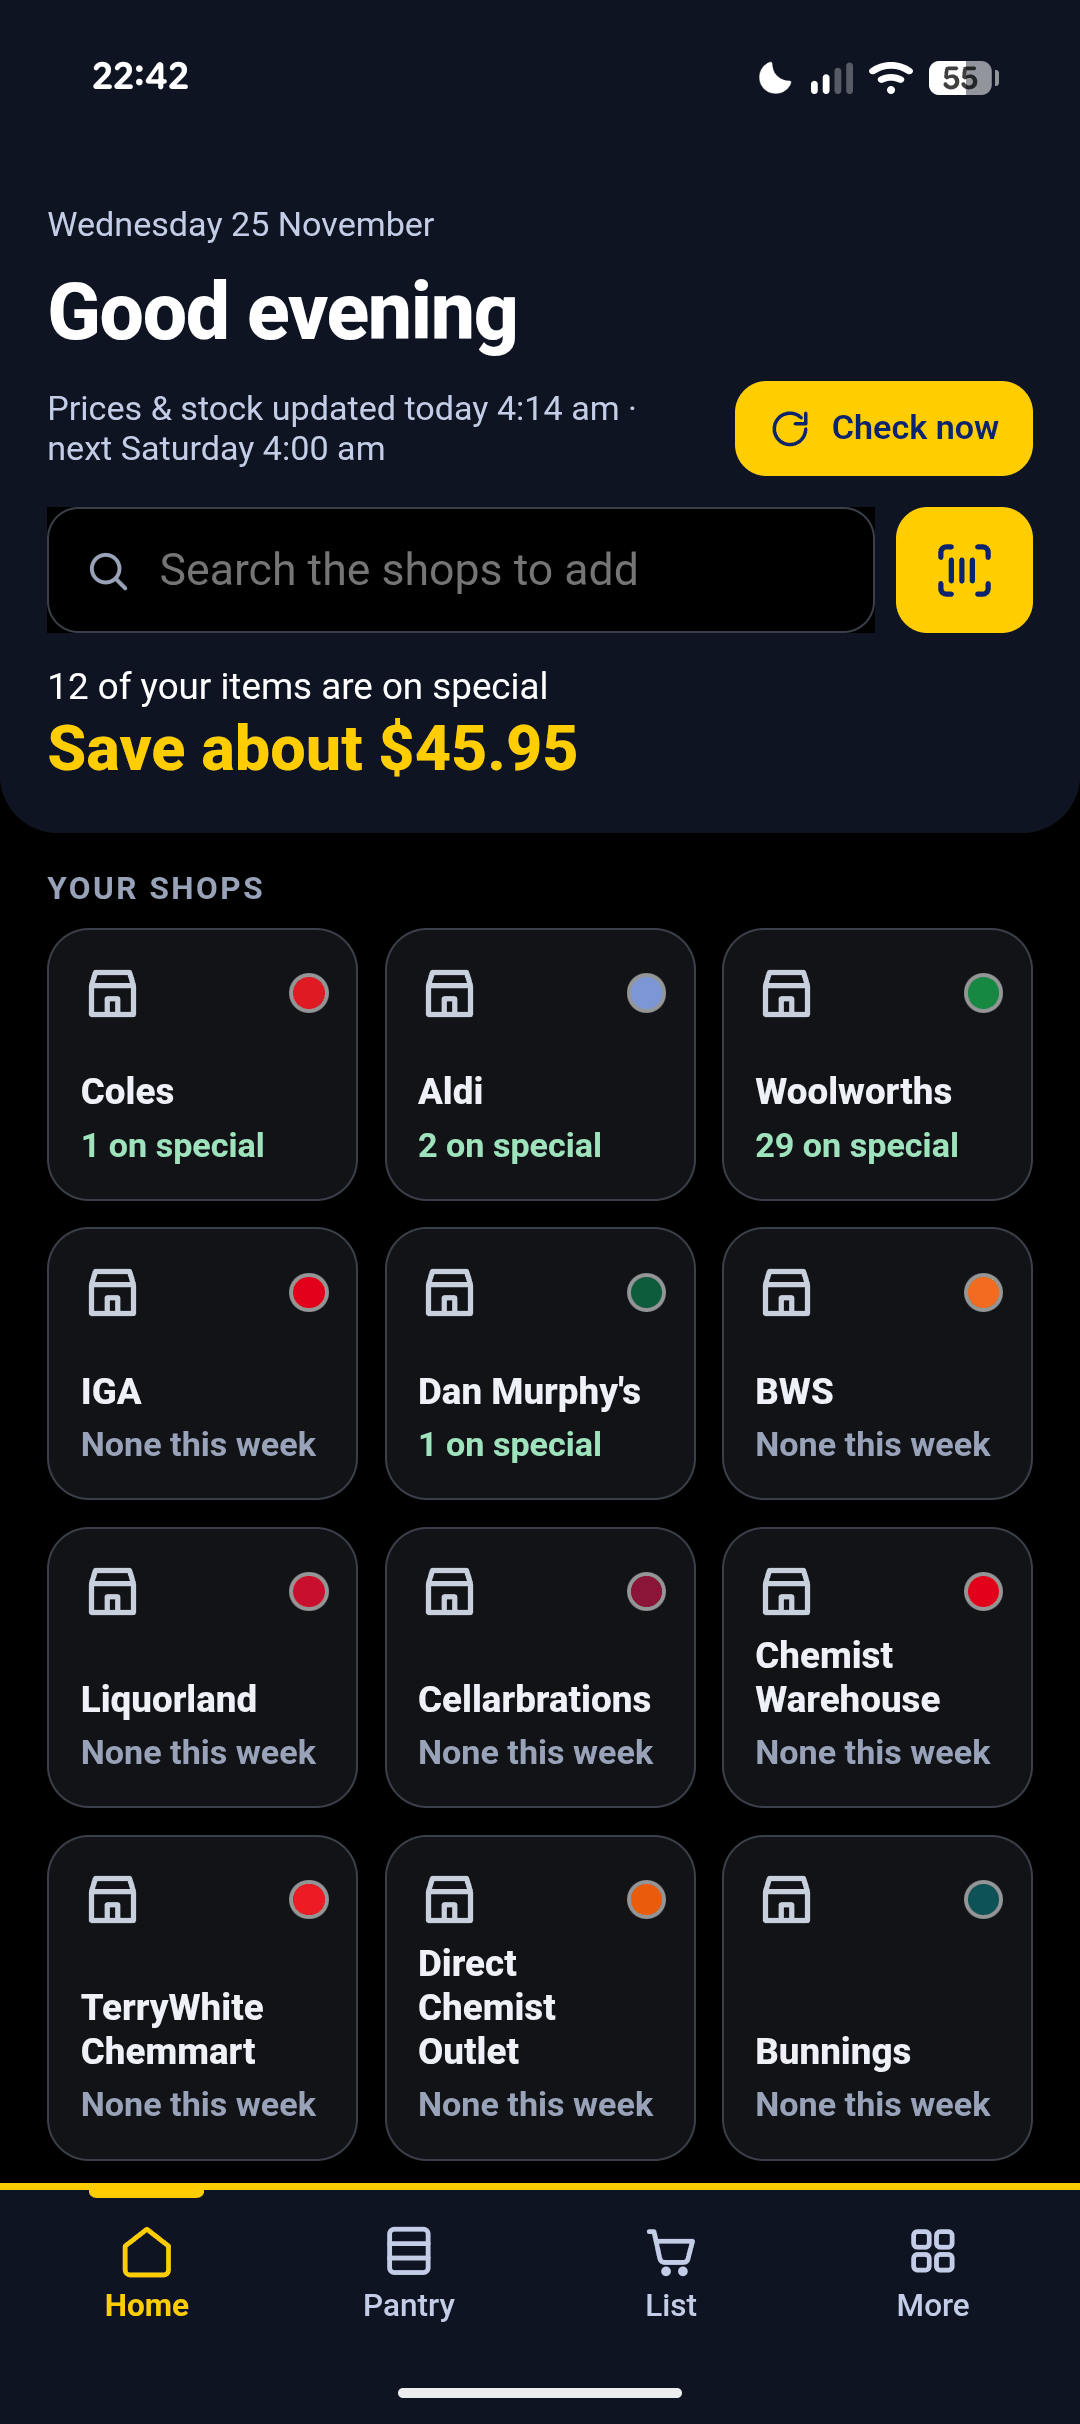 22:42
55
Wednesday 25 November
Good evening
Prices & stock updated today 4:14 am ·
next Saturday 4:00 am
Check now
Search the shops to add
12 of your items are on special
Save about $45.95
YOUR SHOPS
Coles
1 on special
Aldi
2 on special
Woolworths
29 on special
IGA
None this week
Dan Murphy's
1 on special
BWS
None this week
Liquorland
None this week
Cellarbrations
None this week
Chemist
Warehouse
None this week
TerryWhite
Chemmart
None this week
Direct
Chemist
Outlet
None this week
Bunnings
None this week
Home
Pantry
List
More